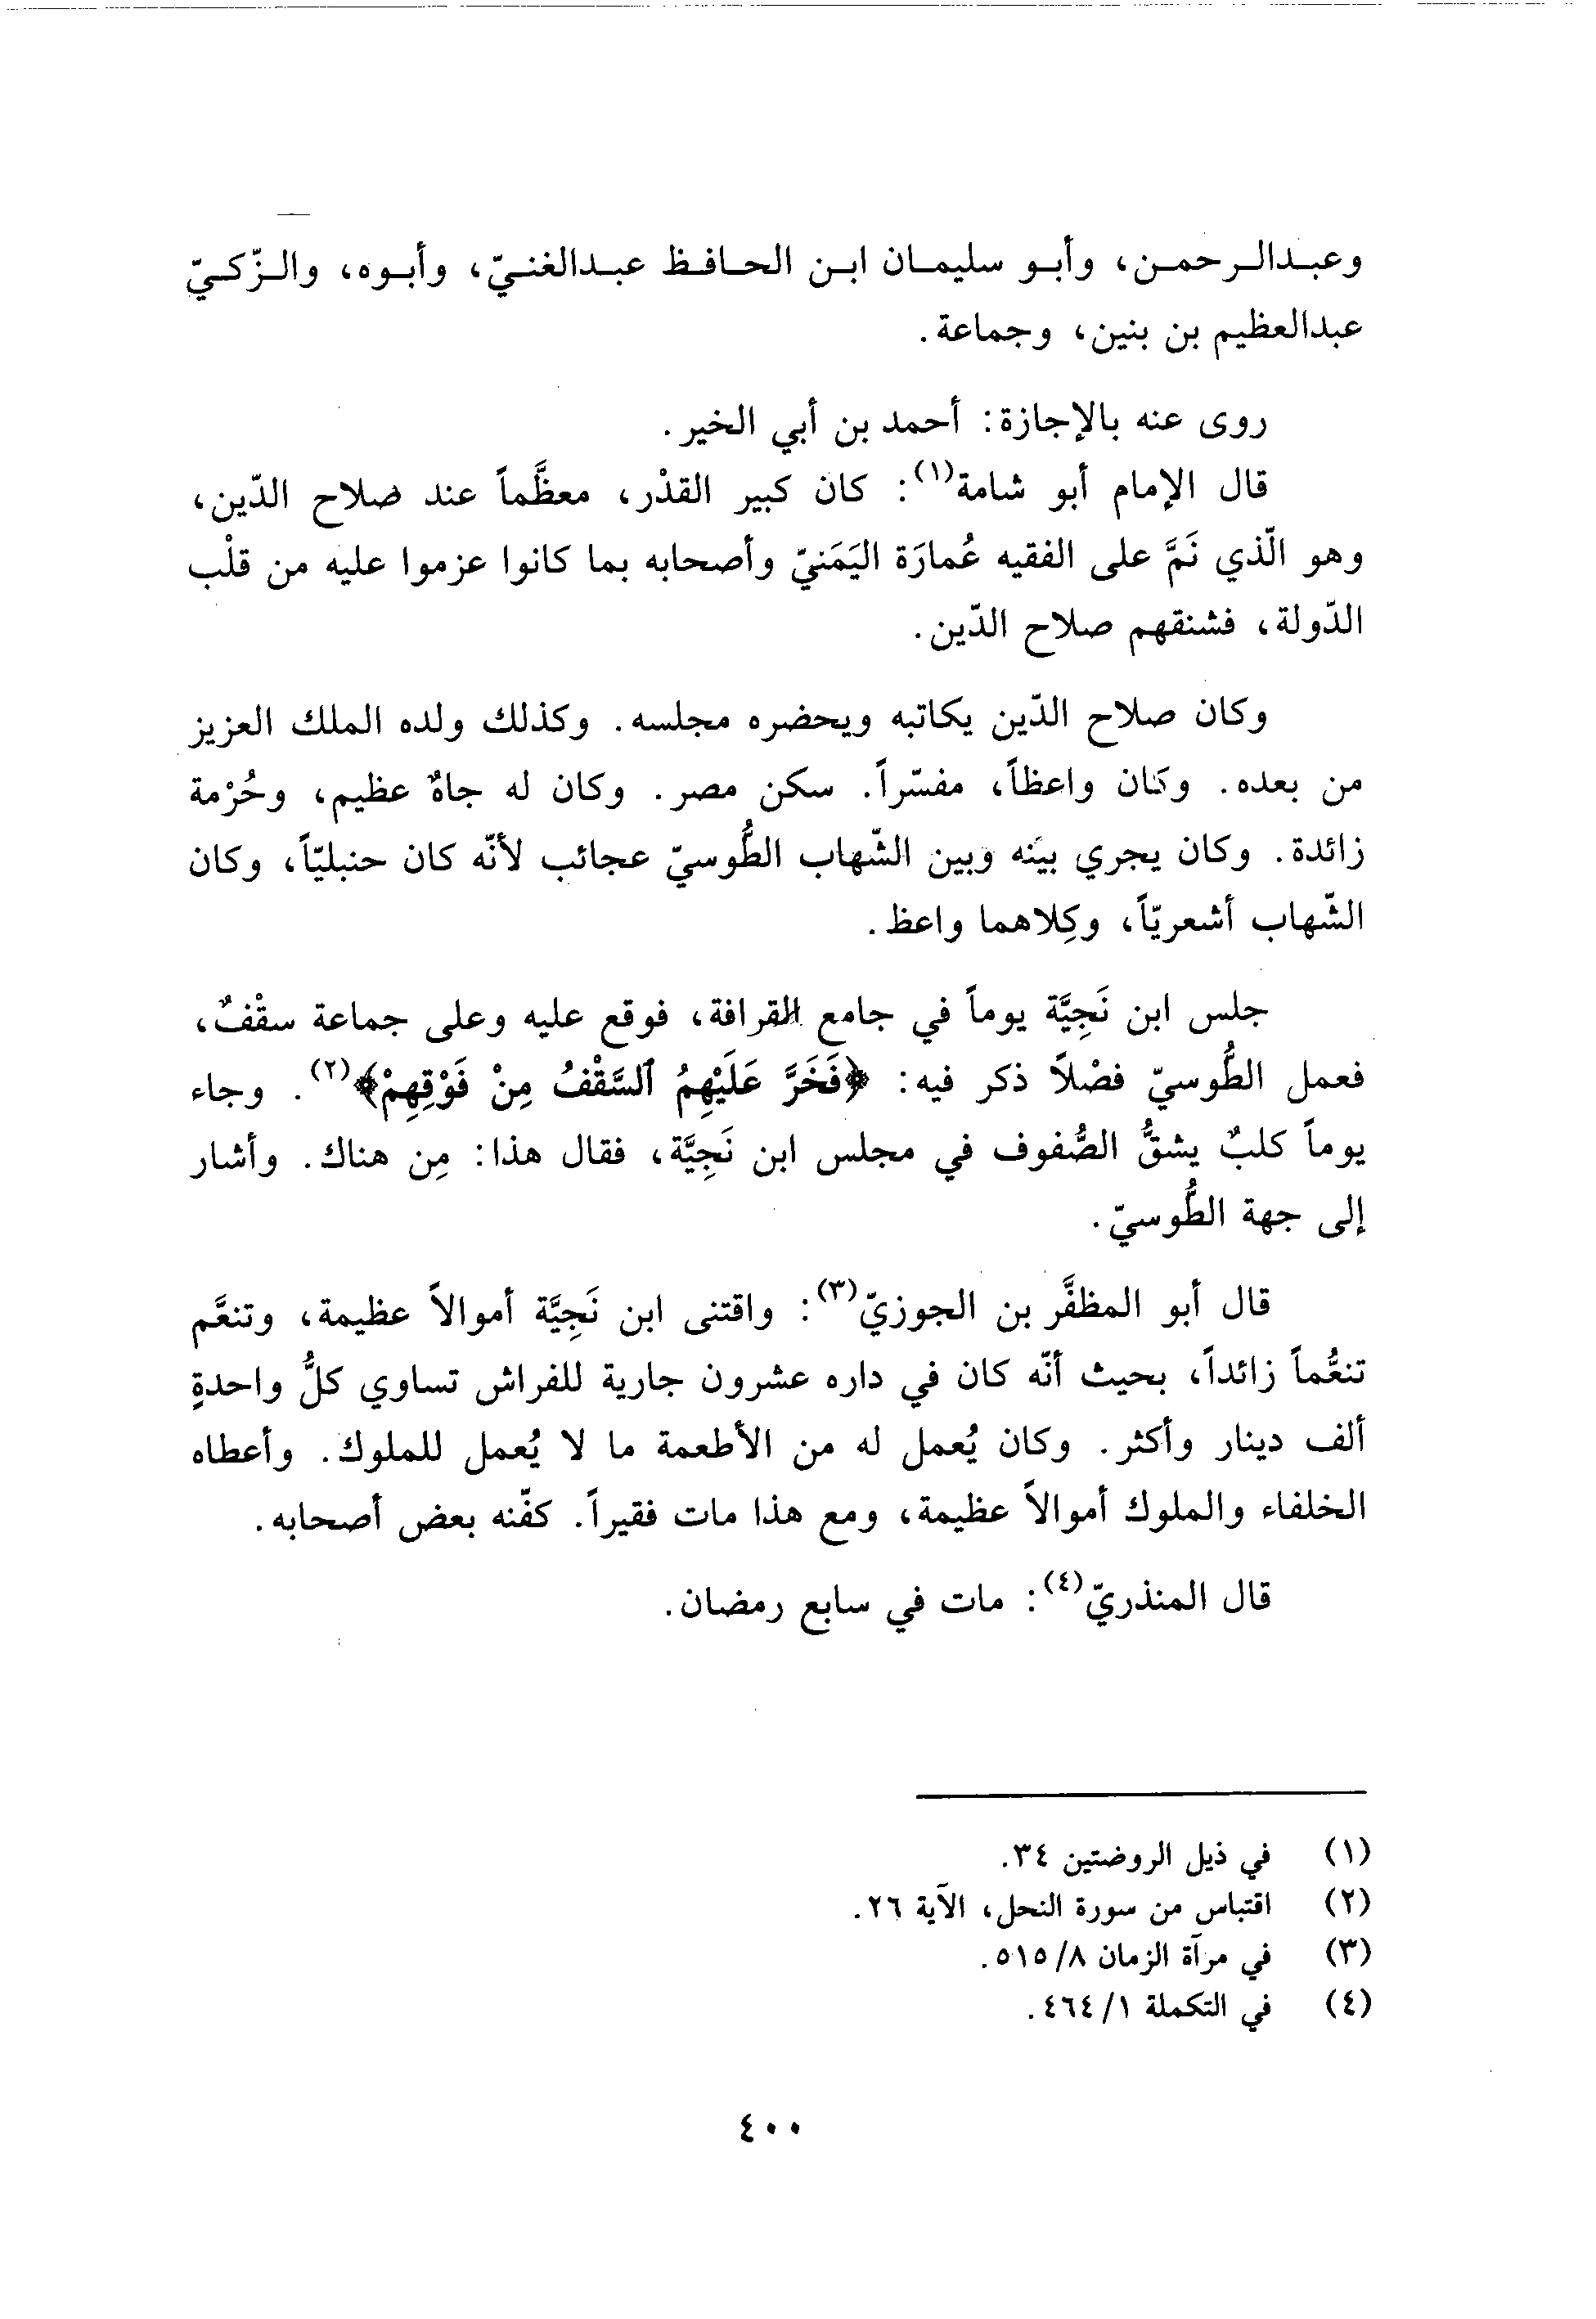 وعبدالرحمن، وأبو سليمان ابن الحافظ عبدالغنيّ، وأبوه، والزّكيّ
عبدالعظيم بن بنين، وجماعة.
روى عنه بالإجازة: أحمد بن أبي الخير.
قال الإمام أبو شامة(١): كان كبير القدْر، معظَّماً عند صلاح الدّين،
وهو الّذي نَمَّ على الفقيه عُمارَة اليَمَنيّ وأصحابه بما كانوا عزموا عليه من قلْب
الدّولة، فشنقهم صلاح الدّين.
وكان صلاح الدّين يكاتبه ويحضره مجلسه. وكذلك ولده الملك العزيز
من بعده. وكان واعظاً، مفسّراً. سكن مصر. وكان له جاهٌ عظيم، وحُرْمة
زائدة. وكان يجري بينه وبين الشّهاب الطُّوسيّ عجائب لأنّه كان حنبليّاً، وكان
الشّهاب أشعريّاً، وكِلاهما واعظ.
جلس ابن نَجِيَّة يوماً في جامع القرافة، فوقع عليه وعلى جماعة سقْفٌ،
فعمل الطُّوسيّ فصْلاً ذكر فيه: ﴿فَخَرَّ عَلَيْهِمُ ٱلسَّقْفُ مِنْ فَوْقِهِمْ﴾(٢). وجاء
يوماً كلبٌ يشقُّ الصُّفوف في مجلس ابن نَجِيَّة، فقال هذا: مِن هناك. وأشار
إلى جهة الطُّوسيّ.
قال أبو المظفَّر بن الجوزيّ(٣): واقتنى ابن نَجِيَّة أموالاً عظيمة، وتنعَّم
تنعُّماً زائداً، بحيث أنّه كان في داره عشرون جارية للفراش تساوي كلُّ واحدةٍ
ألف دينار وأكثر. وكان يُعمل له من الأطعمة ما لا يُعمل للملوك. وأعطاه
الخلفاء والملوك أموالاً عظيمة، ومع هذا مات فقيراً. كفّنه بعض أصحابه.
قال المنذريّ(٤): مات في سابع رمضان.
(١) في ذيل الروضتين ٣٤.
(٢) اقتباس من سورة النحل، الآية ٢٦.
(٣) في مرآة الزمان ٨/ ٥١٥.
(٤) في التكملة ١/ ٤٦٤.
٤٠٠